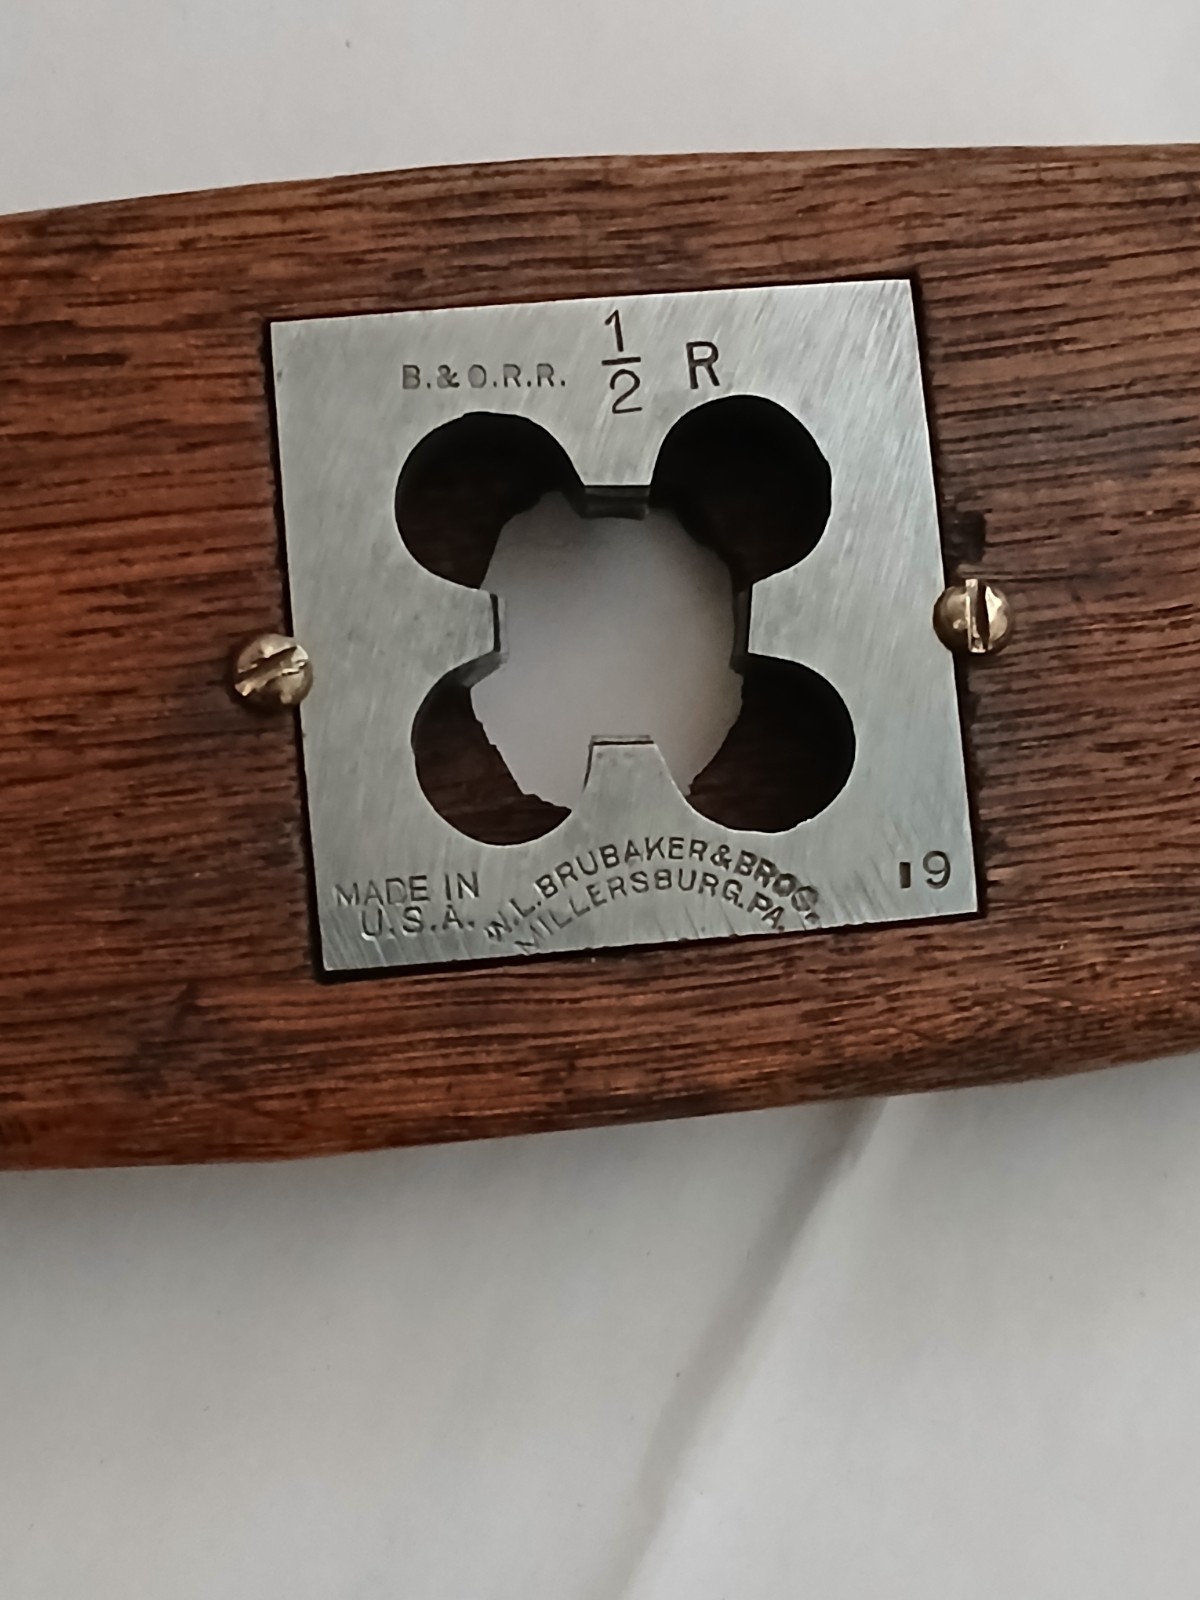 B.&O.R.R. 1/2 R
MADE IN
U.S.A.
W.L.BRUBAKER&BROS.
MILLERSBURG.PA.
19